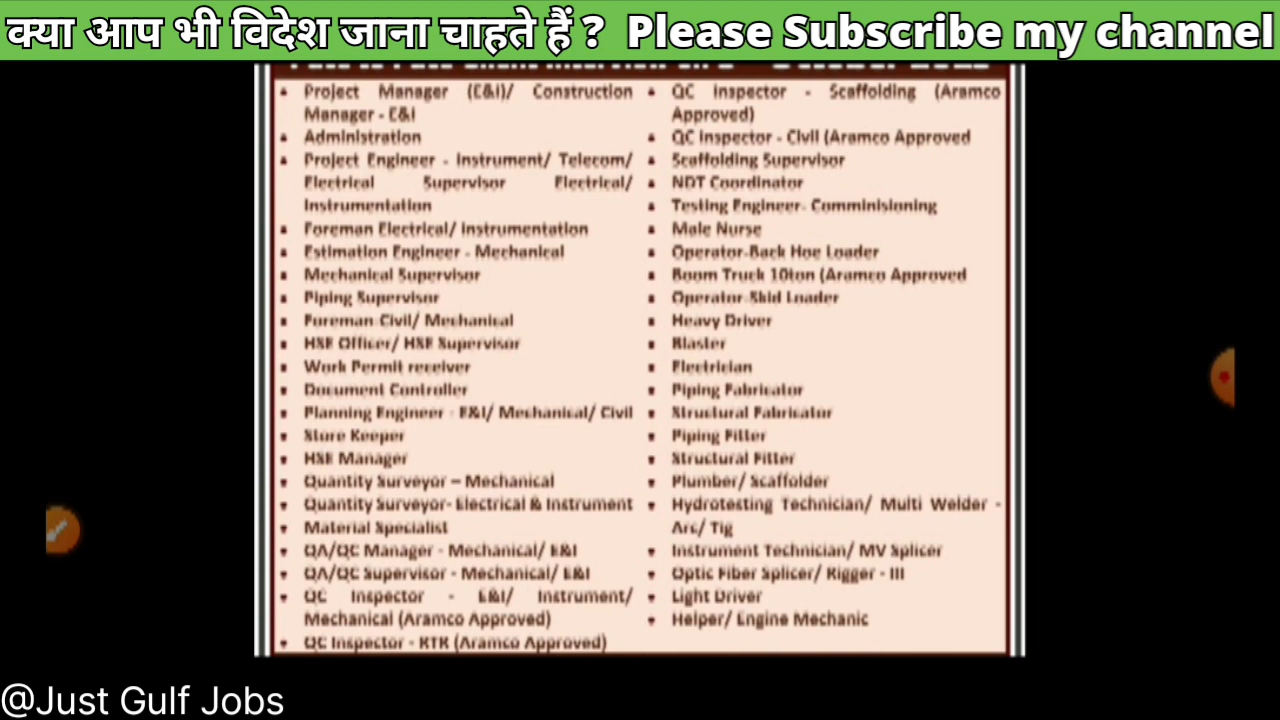 क्या आप भी विदेश जाना चाहते हैं ? Please Subscribe my channel
Project Manager (E&I)/ Construction
Manager - E&I
Administration
Project Engineer - Instrument/ Telecom/
Electrical Supervisor Electrical/
Instrumentation
Foreman Electrical/ Instrumentation
Estimation Engineer - Mechanical
Mechanical Supervisor
Piping Supervisor
Foreman Civil/ Mechanical
HSE Officer/ HSE Supervisor
Work Permit receiver
Document Controller
Planning Engineer - E&I/ Mechanical/ Civil
Store Keeper
HSE Manager
Quantity Surveyor – Mechanical
Quantity Surveyor- Electrical & Instrument
Material Specialist
QA/QC Manager - Mechanical/ E&I
QA/QC Supervisor - Mechanical/ E&I
QC Inspector - E&I/ Instrument/
Mechanical (Aramco Approved)
QC Inspector - RTR (Aramco Approved)
QC Inspector - Scaffolding (Aramco
Approved)
QC Inspector - Civil (Aramco Approved
Scaffolding Supervisor
NDT Coordinator
Testing Engineer- Comminisioning
Male Nurse
Operator-Back Hoe Loader
Boom Truck 10ton (Aramco Approved
Operator-Skid Loader
Heavy Driver
Blaster
Electrician
Piping Fabricator
Structural Fabricator
Piping Fitter
Structural Fitter
Plumber/ Scaffolder
Hydrotesting Technician/ Multi Welder -
Arc/ Tig
Instrument Technician/ MV Splicer
Optic Fiber Splicer/ Rigger - III
Light Driver
Helper/ Engine Mechanic
@Just Gulf Jobs